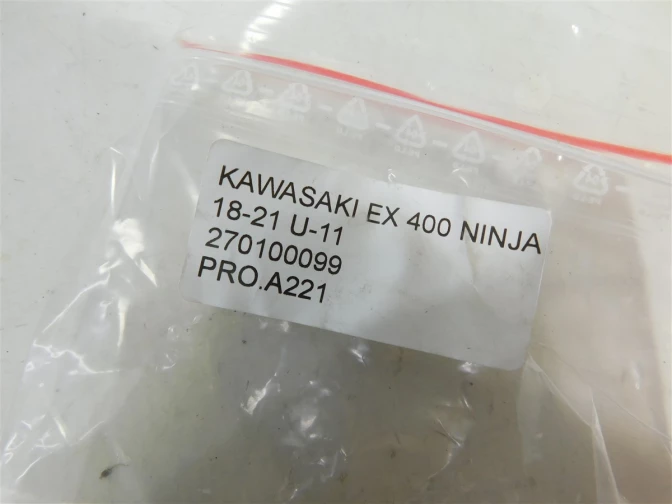 KAWASAKI EX 400 NINJA
18-21 U-11
270100099
PRO.A221